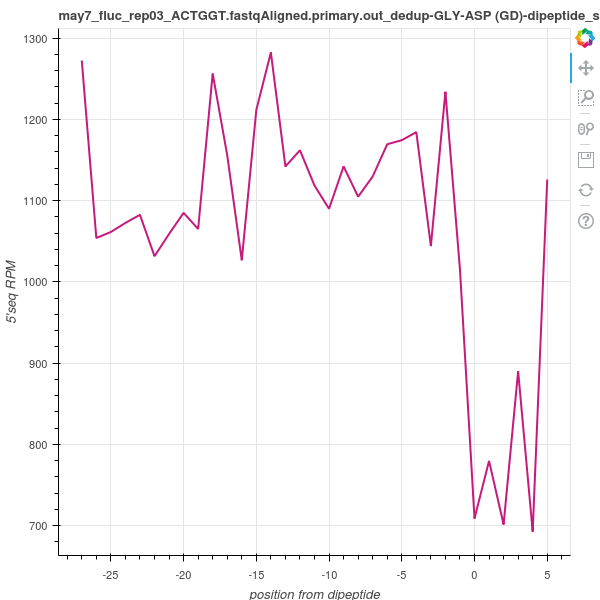 may7_fluc_rep03_ACTGGT.fastqAligned.primary.out_dedup-GLY-ASP (GD)-dipeptide_s
1300
1200
1100
1000
900
800
700
5'seq RPM
-25 -20 -15 -10 -5 0 5
position from dipeptide